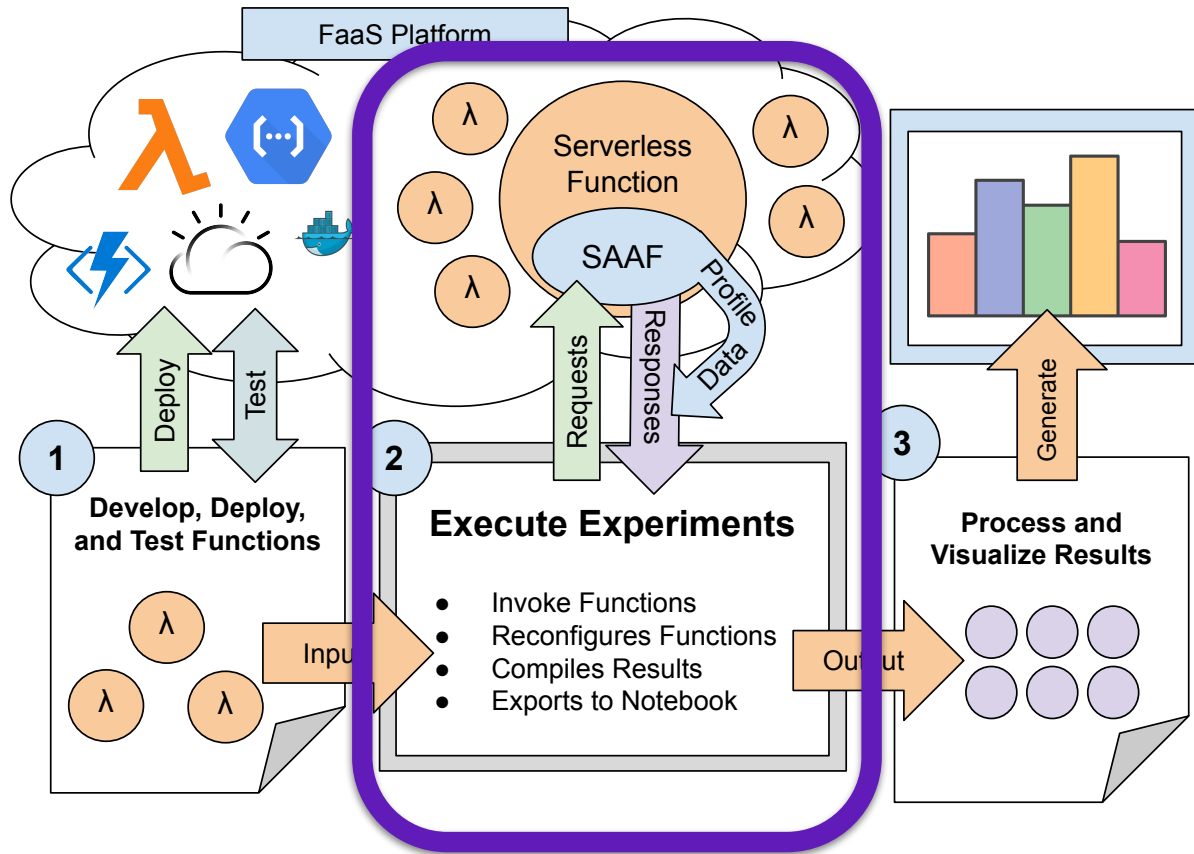 FaaS Platform
λ
λ
λ
λ
λ
Serverless
Function
SAAF
Profile
Data
Deploy
Test
Requests
Responses
Generate
1
Develop, Deploy,
and Test Functions
λ
λ
λ
Input
2
Execute Experiments
● Invoke Functions
● Reconfigures Functions
● Compiles Results
● Exports to Notebook
Output
3
Process and
Visualize Results